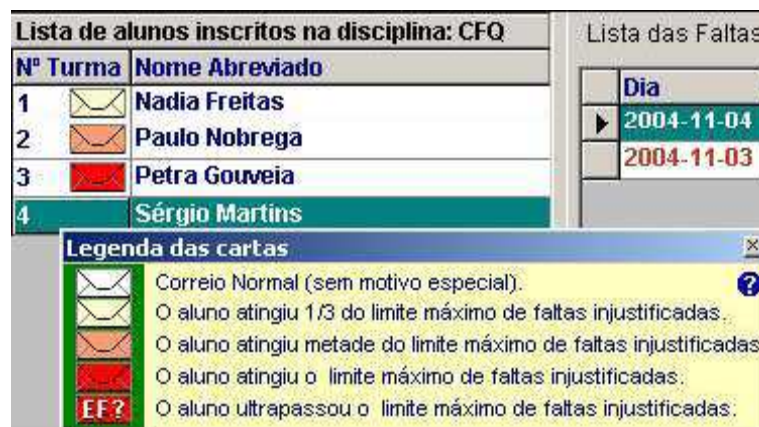 Lista de alunos inscritos na disciplina: CFQ
Nº Turma Nome Abreviado
1 Nadia Freitas
2 Paulo Nobrega
3 Petra Gouveia
4 Sérgio Martins
Lista das Faltas
Dia
2004-11-04
2004-11-03
Legenda das cartas
Correio Normal (sem motivo especial).
O aluno atingiu 1/3 do limite máximo de faltas injustificadas.
O aluno atingiu metade do limite máximo de faltas injustificadas
O aluno atingiu o limite máximo de faltas injustificadas.
EF? O aluno ultrapassou o limite máximo de faltas injustificadas.